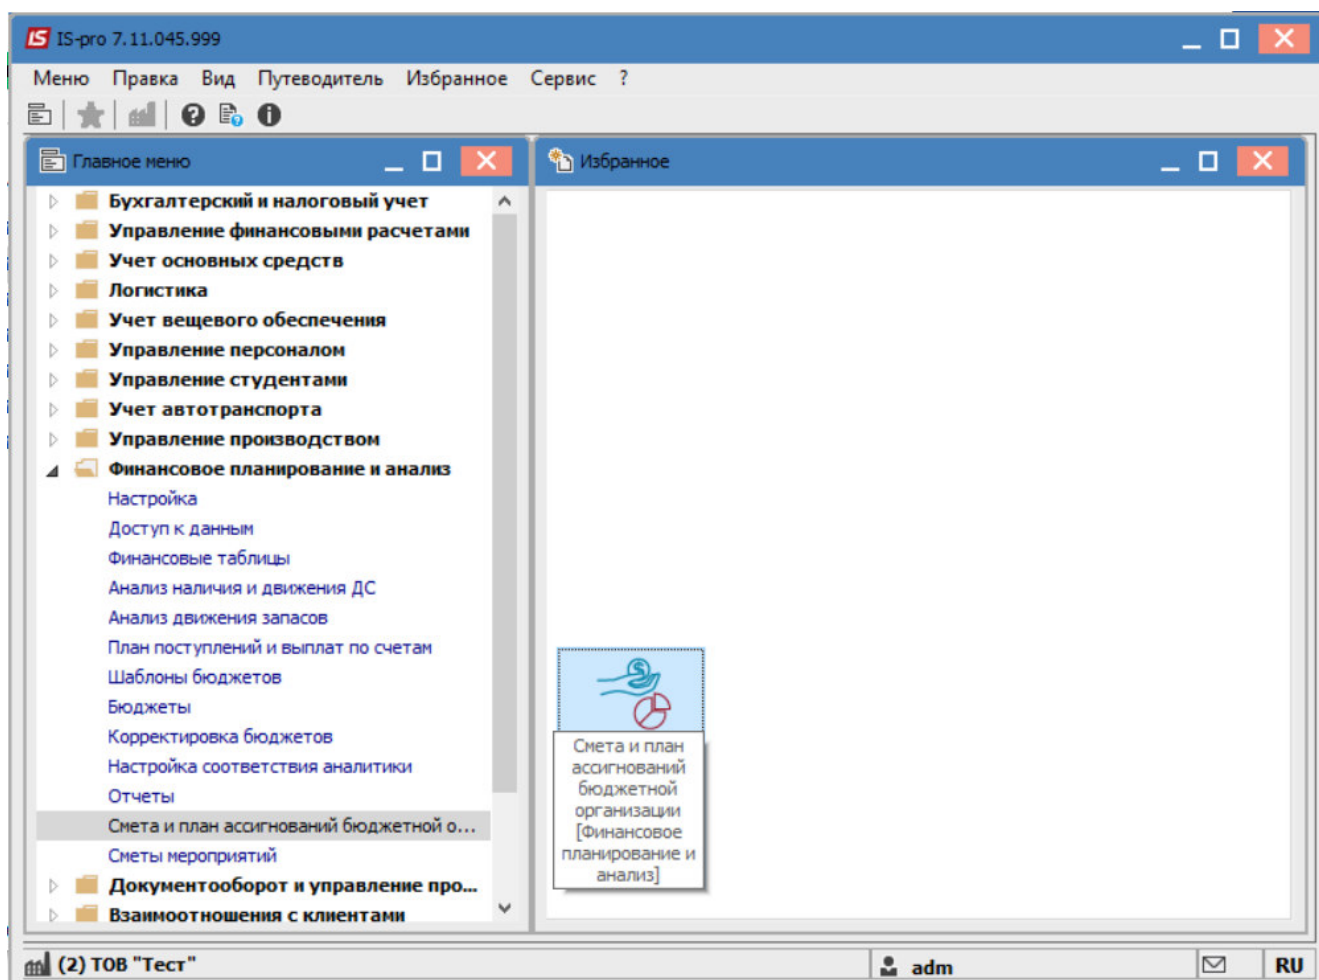 IS-pro 7.11.045.999
Меню Правка Вид Путеводитель Избранное Сервис ?
Главное меню
Бухгалтерский и налоговый учет
Управление финансовыми расчетами
Учет основных средств
Логистика
Учет вещевого обеспечения
Управление персоналом
Управление студентами
Учет автотранспорта
Управление производством
Финансовое планирование и анализ
Настройка
Доступ к данным
Финансовые таблицы
Анализ наличия и движения ДС
Анализ движения запасов
План поступлений и выплат по счетам
Шаблоны бюджетов
Бюджеты
Корректировка бюджетов
Настройка соответствия аналитики
Отчеты
Смета и план ассигнований бюджетной о...
Сметы мероприятий
Документооборот и управление про...
Взаимоотношения с клиентами
Избранное
Смета и план
ассигнований
бюджетной
организации
[Финансовое
планирование и
анализ]
(2) ТОВ "Тест"
adm
RU